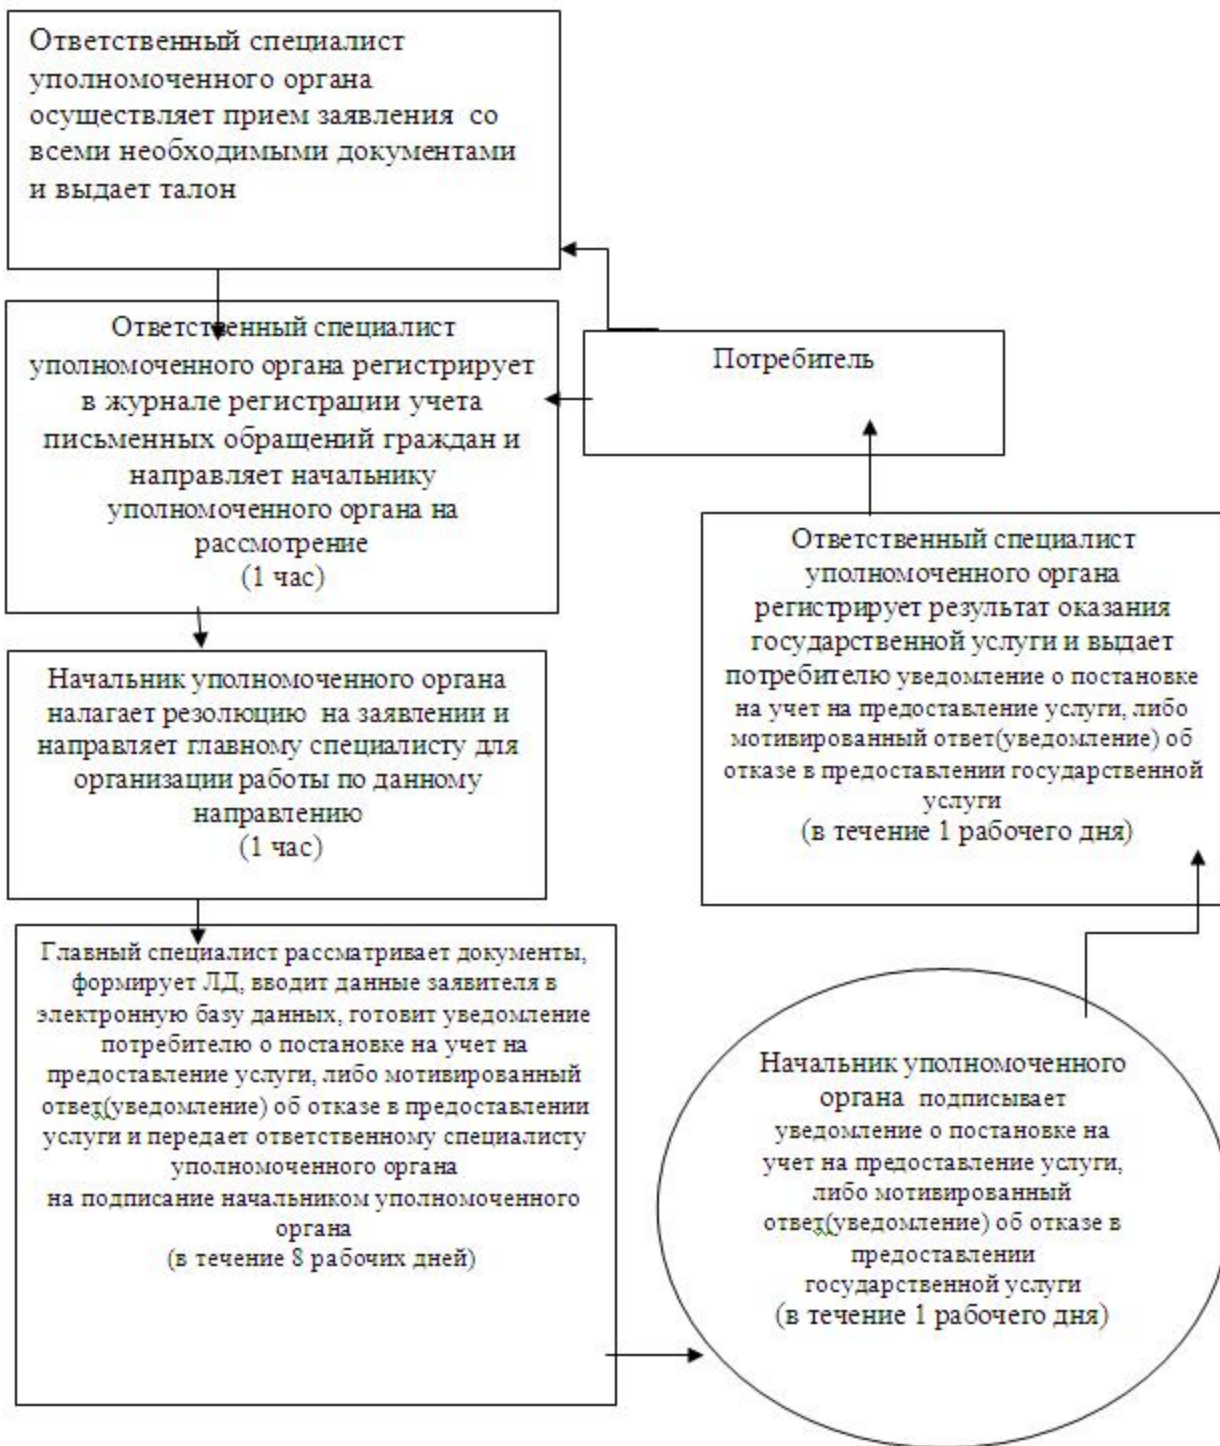 Ответственный специалист
уполномоченного органа
осуществляет прием заявления со
всеми необходимыми документами
и выдает талон
Ответственный специалист
уполномоченного органа регистрирует
в журнале регистрации учета
письменных обращений граждан и
направляет начальнику
уполномоченного органа на
рассмотрение
(1 час)
Потребитель
Начальник уполномоченного органа
налагает резолюцию на заявлении и
направляет главному специалисту для
организации работы по данному
направлению
(1 час)
Главный специалист рассматривает документы,
формирует ЛД, вводит данные заявителя в
электронную базу данных, готовит уведомление
потребителю о постановке на учет на
предоставление услуги, либо мотивированный
ответ(уведомление) об отказе в предоставлении
услуги и передает ответственному специалисту
уполномоченного органа
на подписание начальником уполномоченного
органа
(в течение 8 рабочих дней)
Начальник уполномоченного
органа подписывает
уведомление о постановке на
учет на предоставление услуги,
либо мотивированный
ответ(уведомление) об отказе в
предоставлении
государственной услуги
(в течение 1 рабочего дня)
Ответственный специалист
уполномоченного органа
регистрирует результат оказания
государственной услуги и выдает
потребителю уведомление о постановке
на учет на предоставление услуги, либо
мотивированный ответ(уведомление) об
отказе в предоставлении государственной
услуги
(в течение 1 рабочего дня)